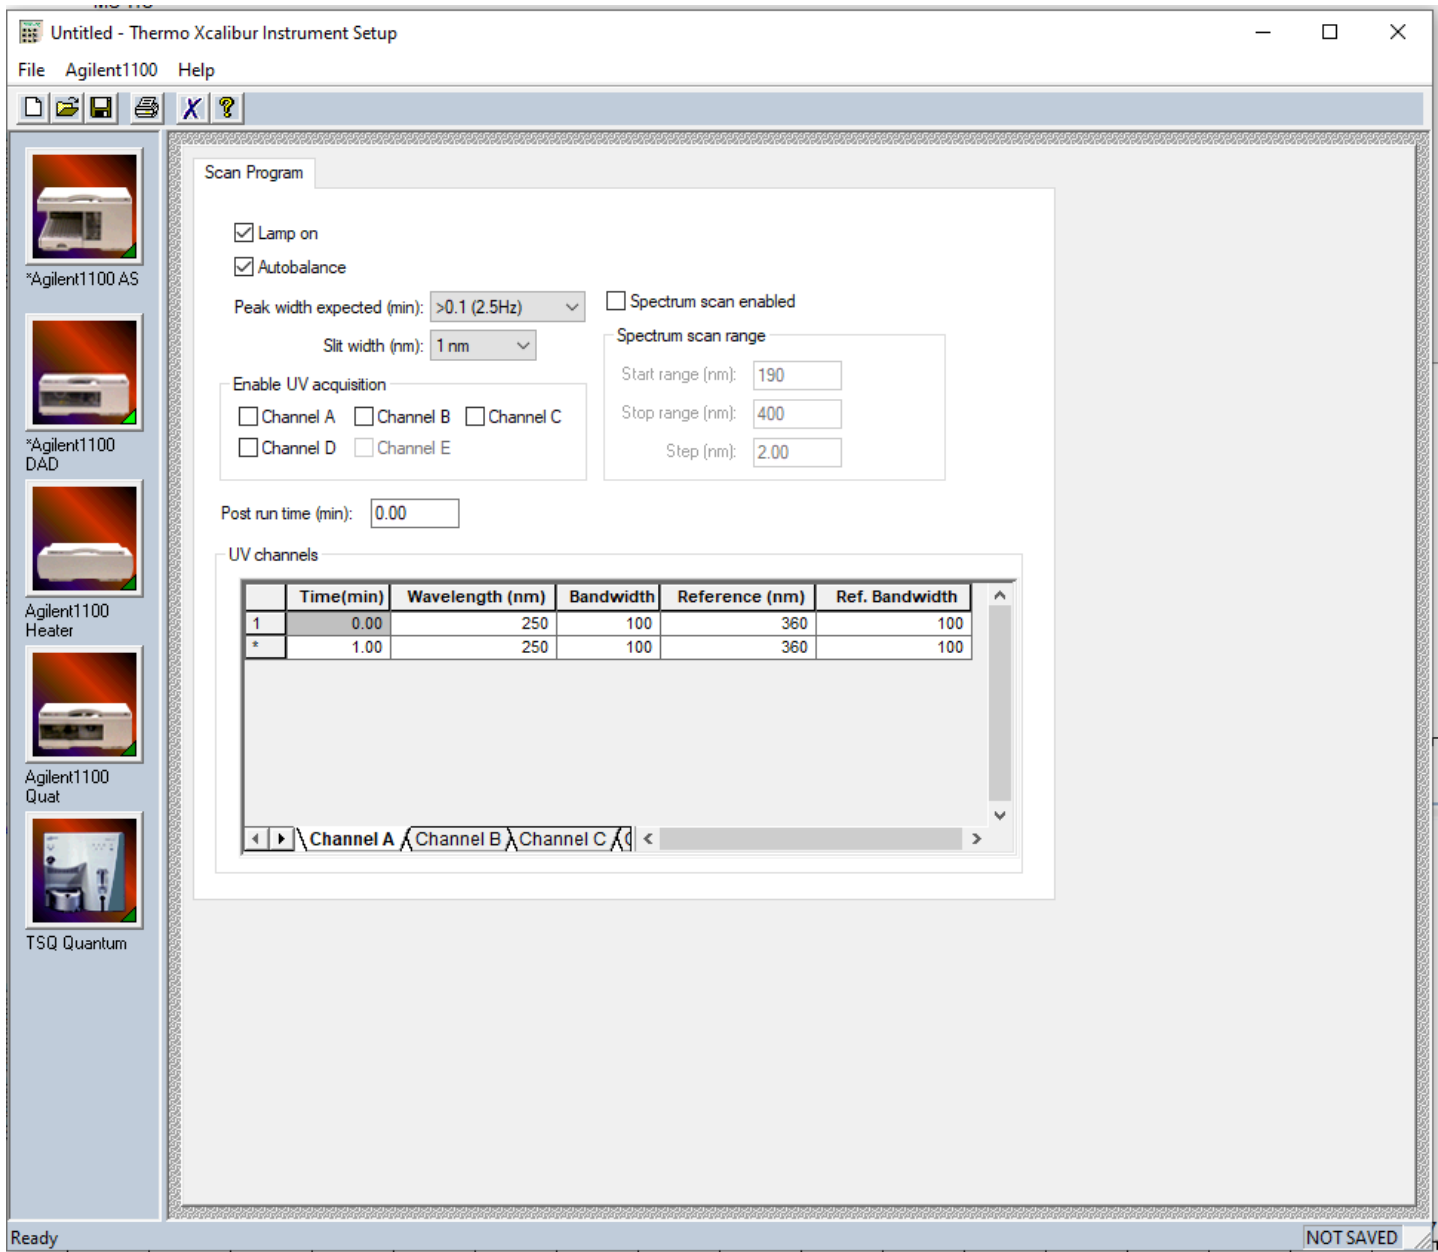 Untitled - Thermo Xcalibur Instrument Setup
File Agilent1100 Help
*Agilent1100 AS
*Agilent1100
DAD
Agilent1100
Heater
Agilent1100
Quat
TSQ Quantum
Scan Program
Lamp on
Autobalance
Peak width expected (min): >0.1 (2.5Hz)
Slit width (nm): 1 nm
Enable UV acquisition
Channel A Channel B Channel C
Channel D Channel E
Spectrum scan enabled
Spectrum scan range
Start range (nm): 190
Stop range (nm): 400
Step (nm): 2.00
Post run time (min): 0.00
UV channels
Time(min) Wavelength (nm) Bandwidth Reference (nm) Ref. Bandwidth
1 0.00 250 100 360 100
* 1.00 250 100 360 100
Channel A Channel B Channel C
Ready NOT SAVED